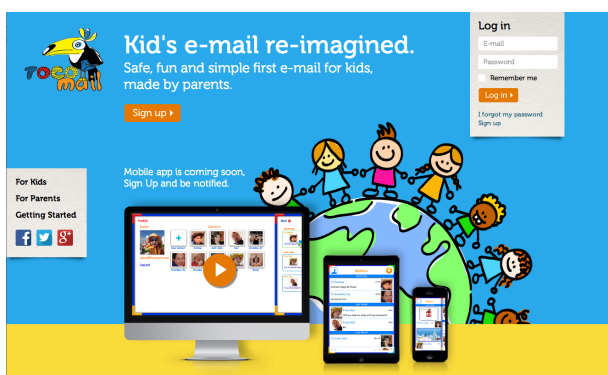 TOCO
mail
Kid's e-mail re-imagined.
Safe, fun and simple first e-mail for kids,
made by parents.
Sign up
Log in
E-mail
Password
Remember me
Log in
I forgot my password
Sign up
Mobile app is coming soon,
Sign Up and be notified.
For Kids
For Parents
Getting Started
Profile